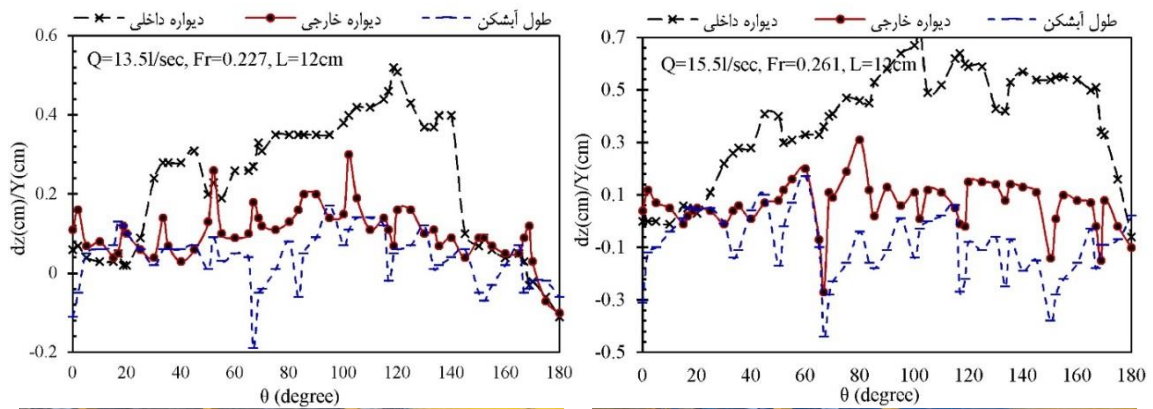 دیواره داخلی دیواره خارجی طول آبشکن
Q=13.5l/sec, Fr=0.227, L=12cm
dz(cm)/Y(cm)
0.6
0.4
0.2
0
-0.2
0 20 40 60 80 100 120 140 160 180
θ (degree)
دیواره داخلی دیواره خارجی طول آبشکن
Q=15.5l/sec, Fr=0.261, L=12cm
dz(cm)/Y(cm)
0.7
0.5
0.3
0.1
-0.1
-0.3
-0.5
0 20 40 60 80 100 120 140 160 180
θ (degree)